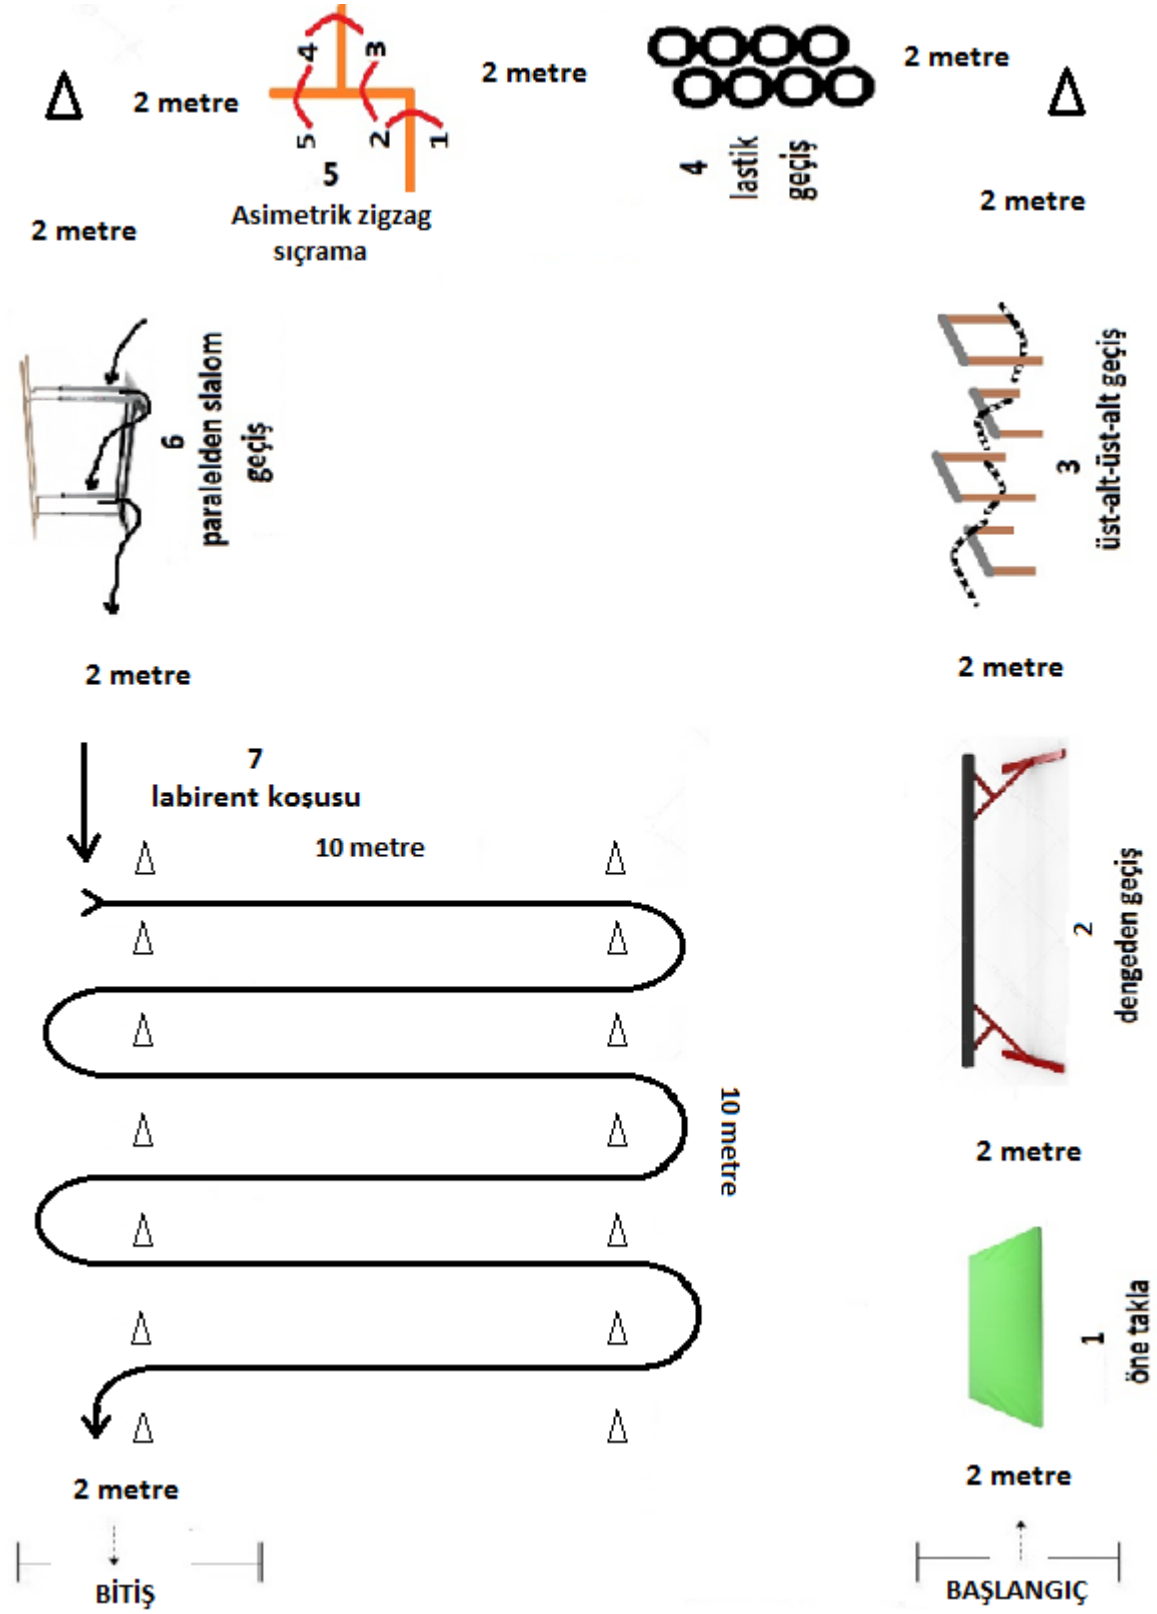 2 metre
2 metre
2 metre
4
3
5
2
1
5
Asimetrik zigzag
sıçrama
4
lastik
geçiş
2 metre
2 metre
6
paralelden slalom
geçiş
3
üst-alt-üst-alt geçiş
2 metre
2 metre
7
labirent koşusu
10 metre
10 metre
2
dengeden geçiş
2 metre
1
öne takla
2 metre
2 metre
BİTİŞ
BAŞLANGIÇ